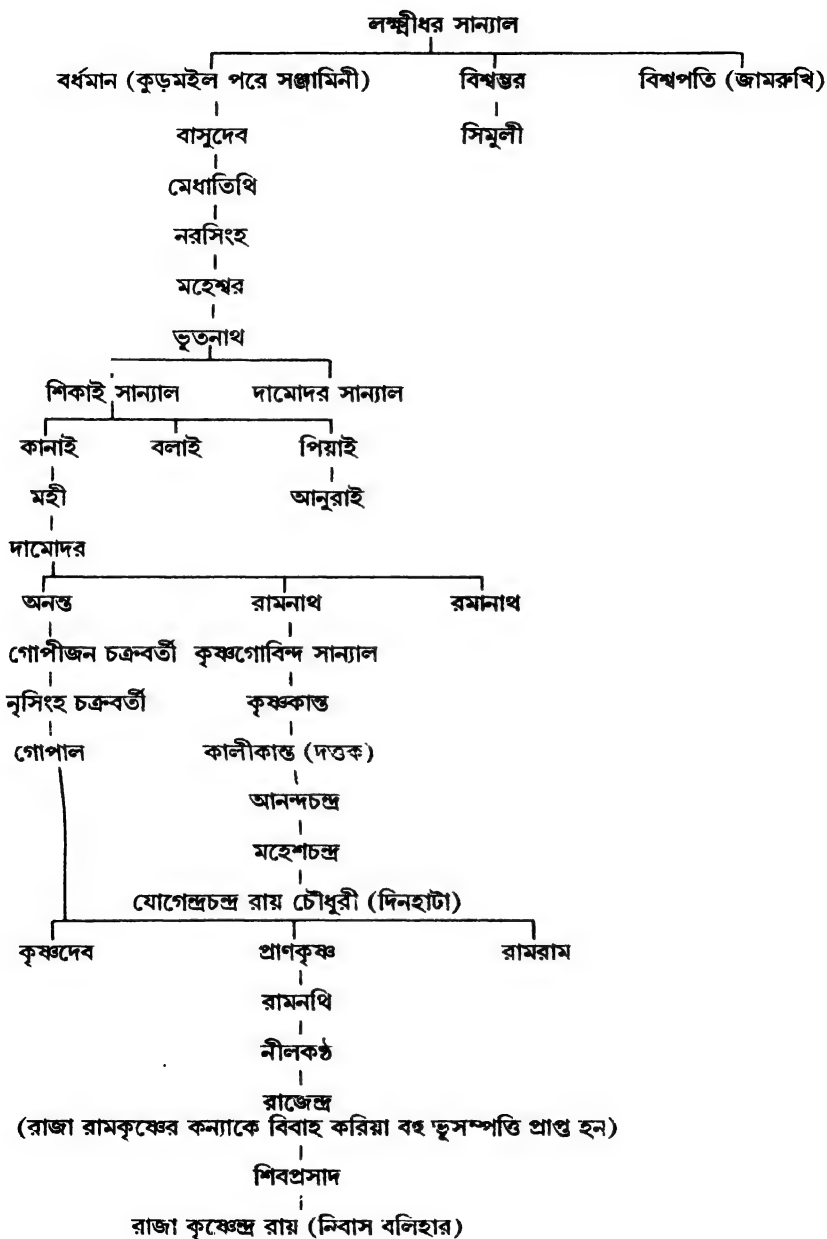 লক্ষ্মীধর সান্যাল
বর্ধমান (কুড়মইল পরে সঞ্জামিনী) বিশ্বম্ভর বিশ্বপতি (জামরুখি)
বাসুদেব সিমুলী
মেধাতিথি
নরসিংহ
মহেশ্বর
ভূতনাথ
শিকাই সান্যাল দামোদর সান্যাল
কানাই বলাই পিয়াই
মহী আনুরাই
দামোদর
অনন্ত রামনাথ রমানাথ
গোপীজন চক্রবর্তী কৃষ্ণগোবিন্দ সান্যাল
নৃসিংহ চক্রবর্তী কৃষ্ণকান্ত
গোপাল কালীকান্ত (দত্তক)
আনন্দচন্দ্র
মহেশচন্দ্র
যোগেন্দ্রচন্দ্র রায় চৌধুরী (দিনহাটা)
কৃষ্ণদেব প্রাণকৃষ্ণ রামরাম
রামনথি
নীলকণ্ঠ
রাজেন্দ্র
(রাজা রামকৃষ্ণের কন্যাকে বিবাহ করিয়া বহু ভূসম্পত্তি প্রাপ্ত হন)
শিবপ্রসাদ
রাজা কৃষ্ণেন্দ্র রায় (নিবাস বলিহার)